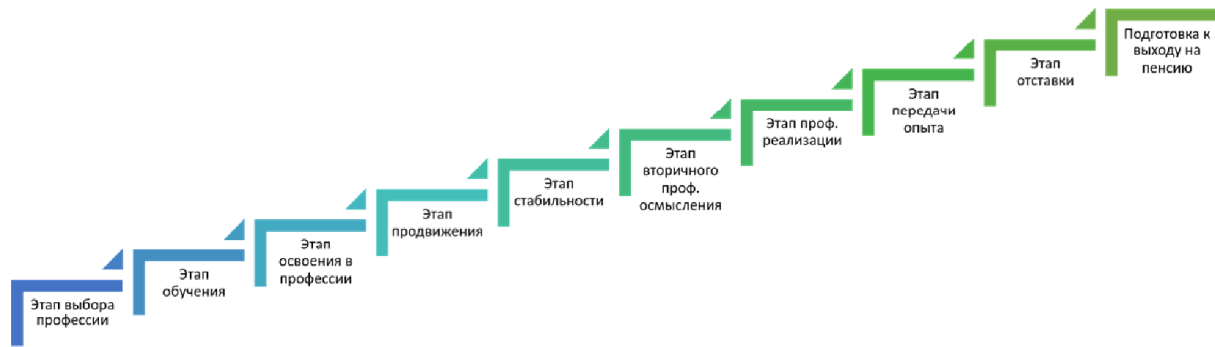 Этап выбора
профессии
Этап
обучения
Этап
освоения в
профессии
Этап
продвижения
Этап
стабильности
Этап
вторичного
проф.
осмысления
Этап проф.
реализации
Этап
передачи
опыта
Этап
отставки
Подготовка к
выходу на
пенсию